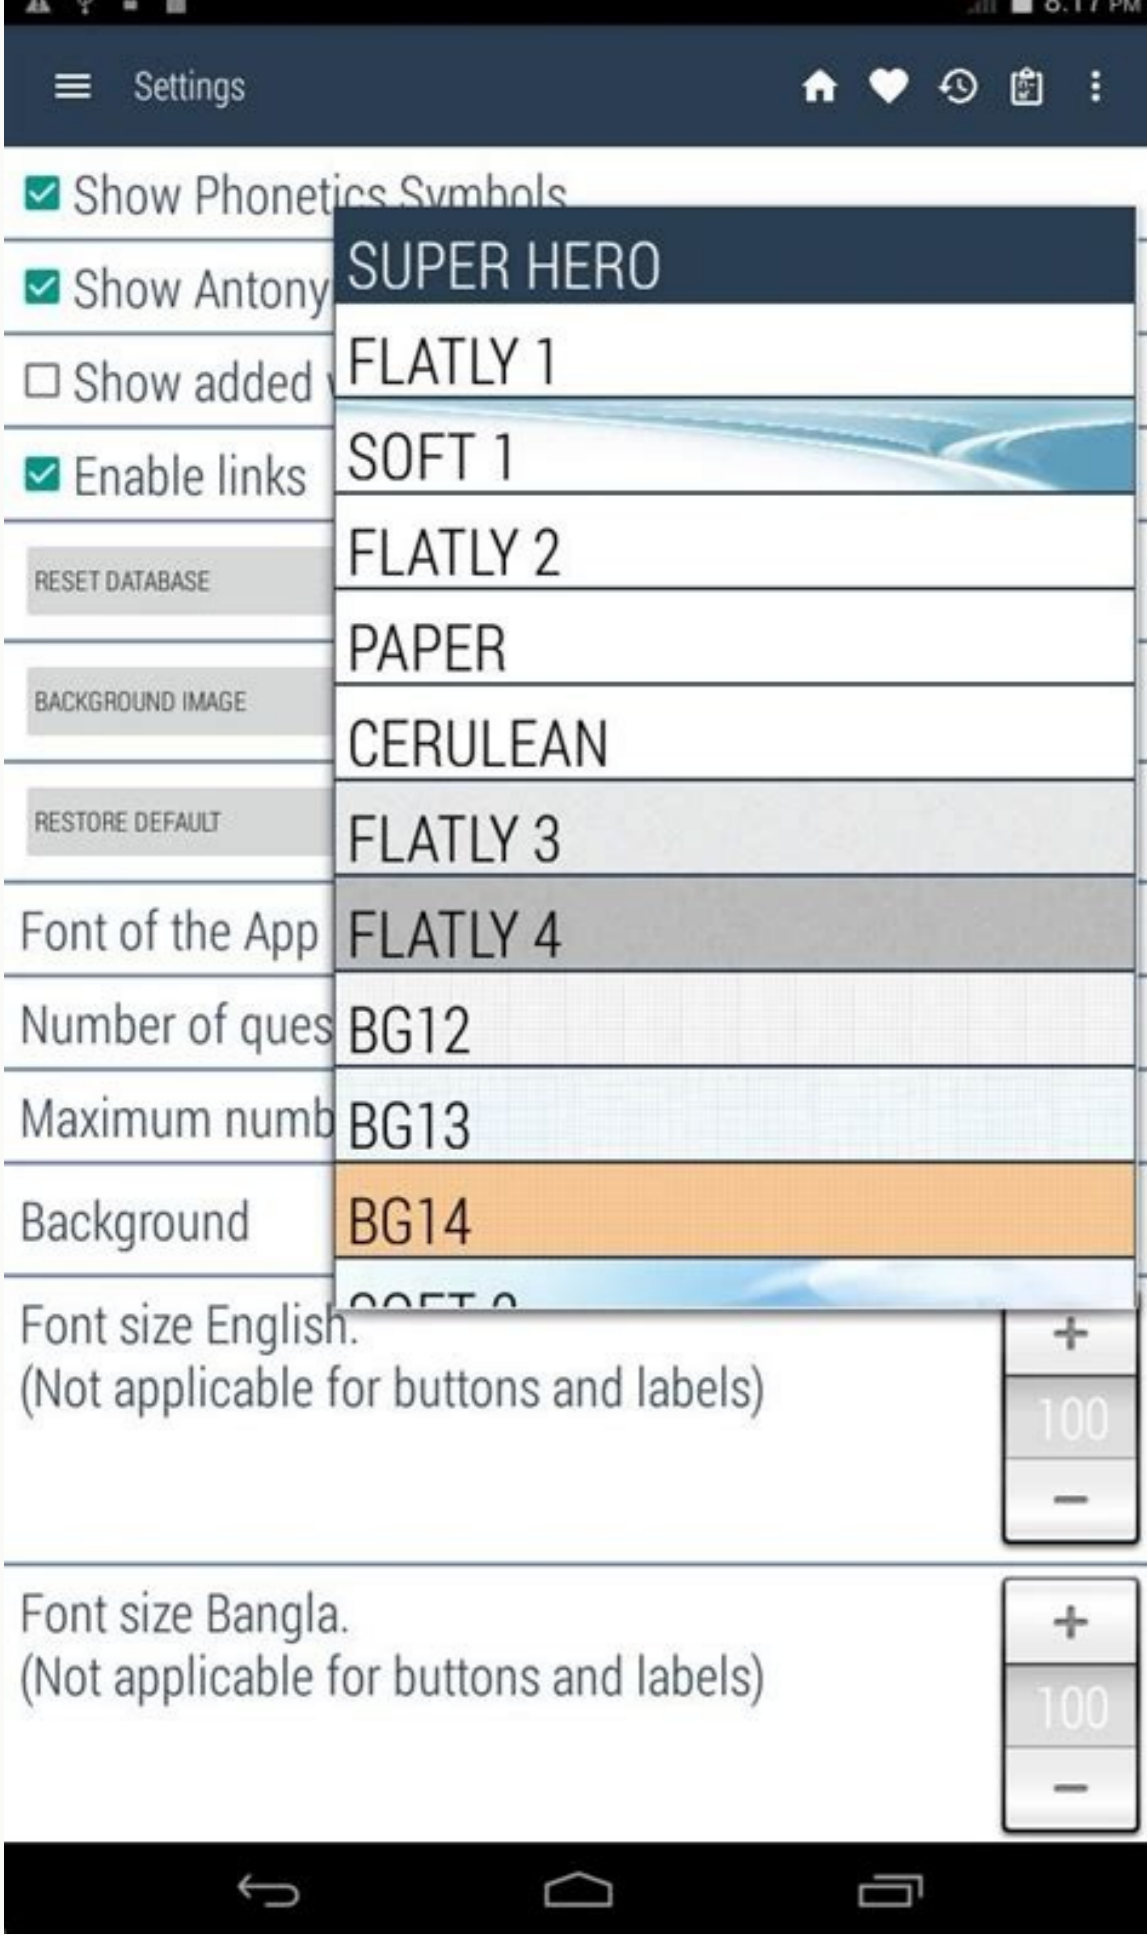 8:17 PM
Settings
Show Phonetics Symbols
SUPER HERO
Show Antony
FLATLY 1
Show added
SOFT 1
Enable links
FLATLY 2
RESET DATABASE
PAPER
BACKGROUND IMAGE
CERULEAN
RESTORE DEFAULT
FLATLY 3
Font of the App
FLATLY 4
Number of ques
BG12
Maximum numb
BG13
Background
BG14
Font size English.
(Not applicable for buttons and labels)
100
Font size Bangla.
(Not applicable for buttons and labels)
100